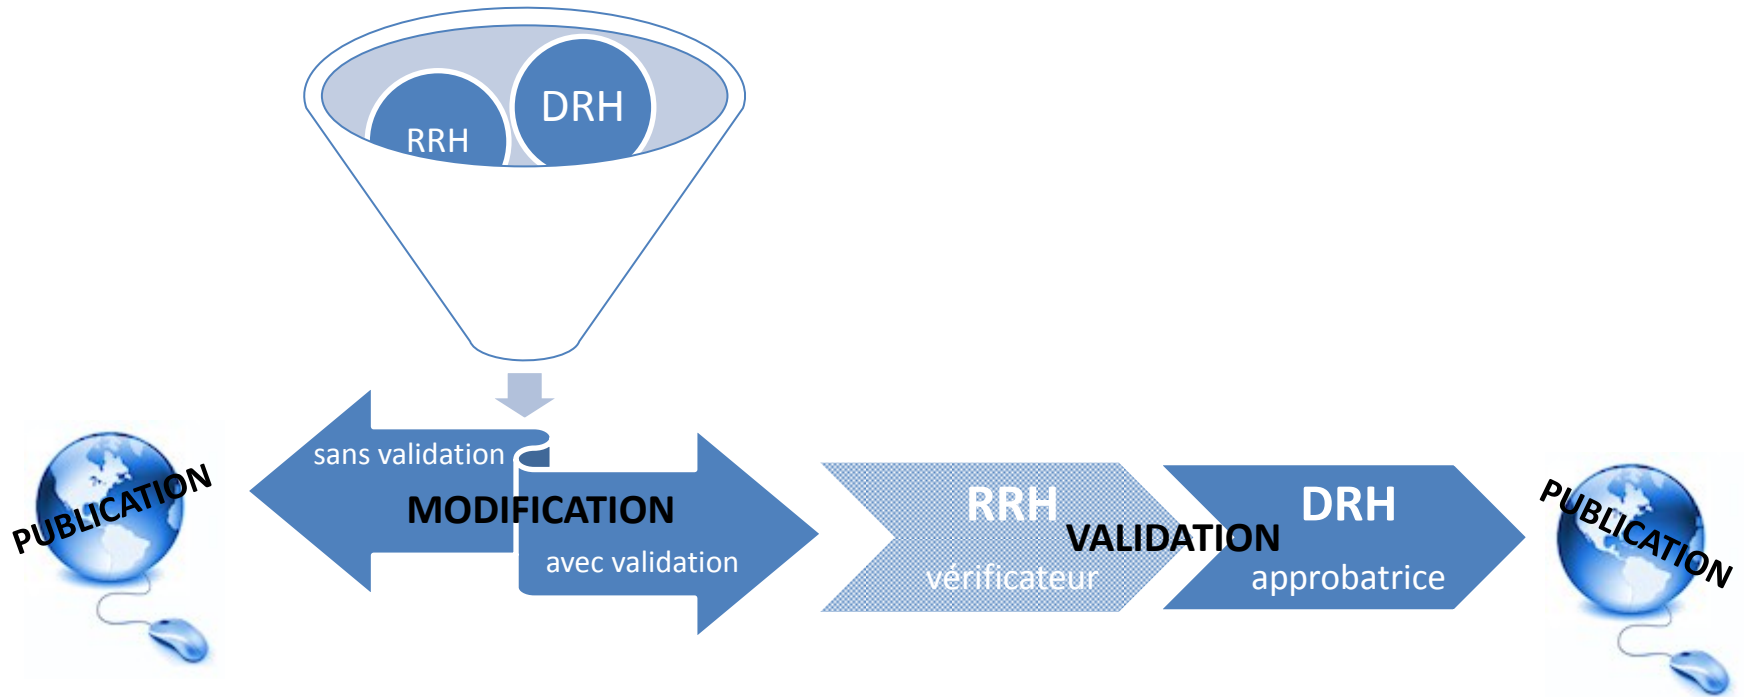 RRH
DRH
sans validation
MODIFICATION
avec validation
PUBLICATION
RRH
vérificateur
VALIDATION
DRH
approbatrice
PUBLICATION